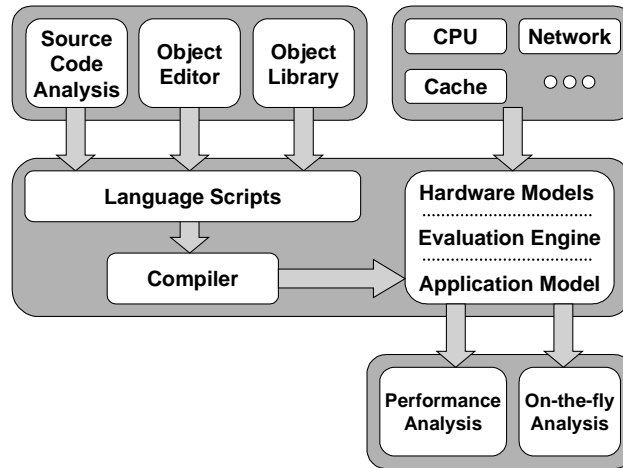 Source
Code
Analysis
Object
Editor
Object
Library
CPU
Network
Cache
Language Scripts
Compiler
Hardware Models
Evaluation Engine
Application Model
Performance
Analysis
On-the-fly
Analysis